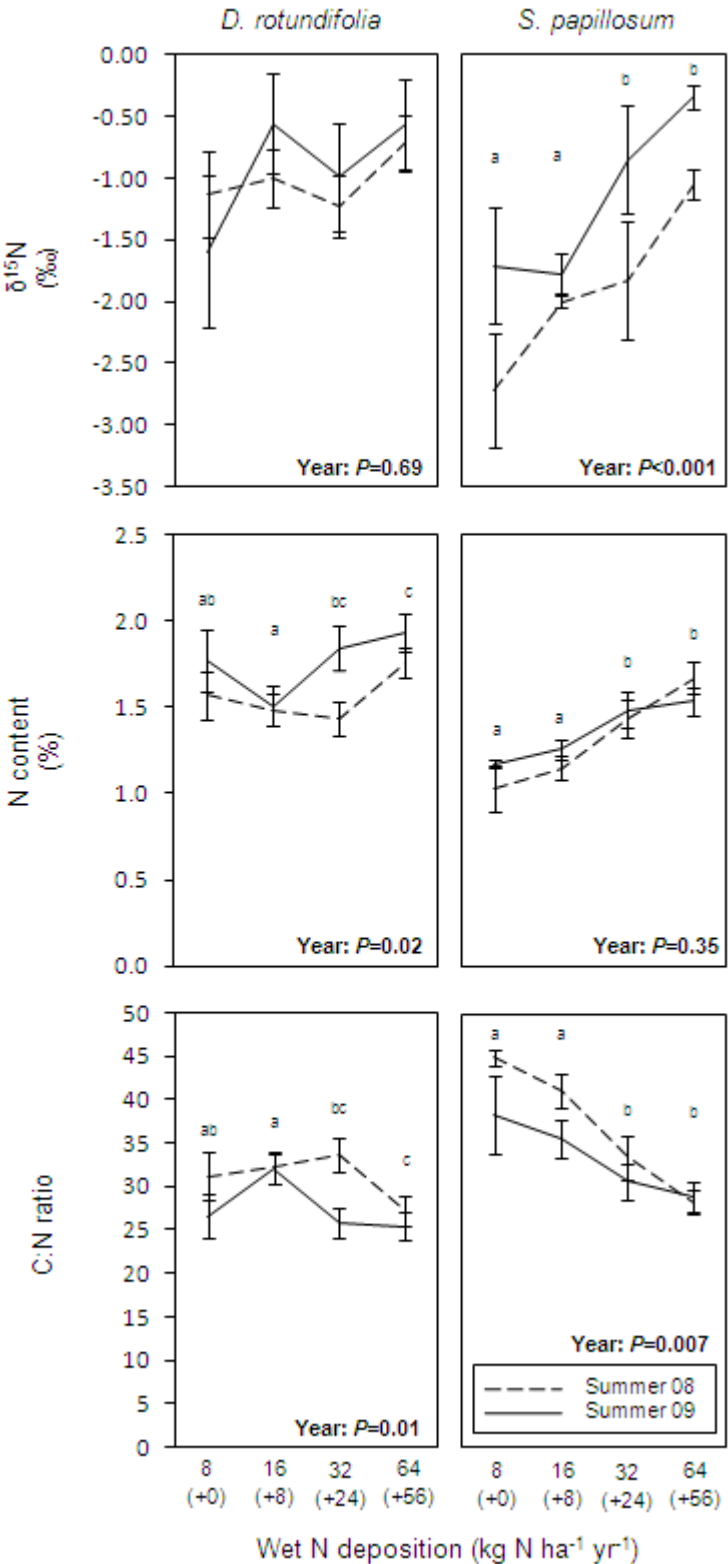 D. rotundifolia S. papillosum
δ¹⁵N
(‰)
0.00
-0.50
-1.00
-1.50
-2.00
-2.50
-3.00
-3.50
a a b b
Year: P=0.69
Year: P<0.001
N content
(%)
2.5
2.0
1.5
1.0
0.5
0.0
ab a bc c
a a b b
Year: P=0.02
Year: P=0.35
C:N ratio
50
45
40
35
30
25
20
15
10
5
0
ab a bc c
a a b b
Year: P=0.01
Year: P=0.007
Summer 08
Summer 09
8 16 32 64 8 16 32 64
(+0) (+8) (+24) (+56) (+0) (+8) (+24) (+56)
Wet N deposition (kg N ha⁻¹ yr⁻¹)